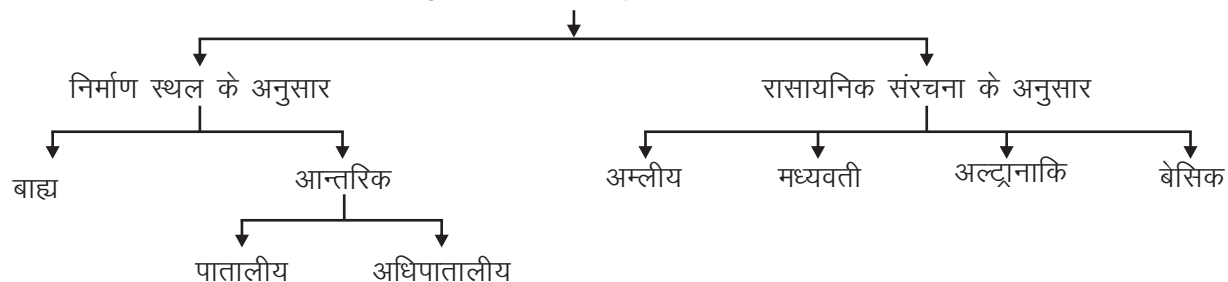 निर्माण स्थल के अनुसार रासायनिक संरचना के अनुसार
बाह्य आन्तरिक अम्लीय मध्यवती अल्ट्रानाकि बेसिक
पातालीय अधिपातालीय